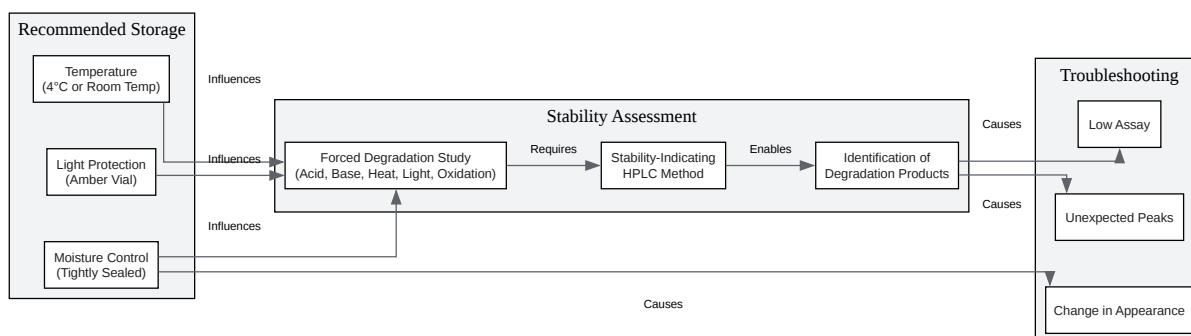 Recommended Storage
Temperature
(4°C or Room Temp)
Light Protection
(Amber Vial)
Moisture Control
(Tightly Sealed)
Influences
Influences
Influences
Stability Assessment
Forced Degradation Study
(Acid, Base, Heat, Light, Oxidation)
Requires
Stability-Indicating
HPLC Method
Enables
Identification of
Degradation Products
Causes
Causes
Causes
Troubleshooting
Low Assay
Unexpected Peaks
Change in Appearance